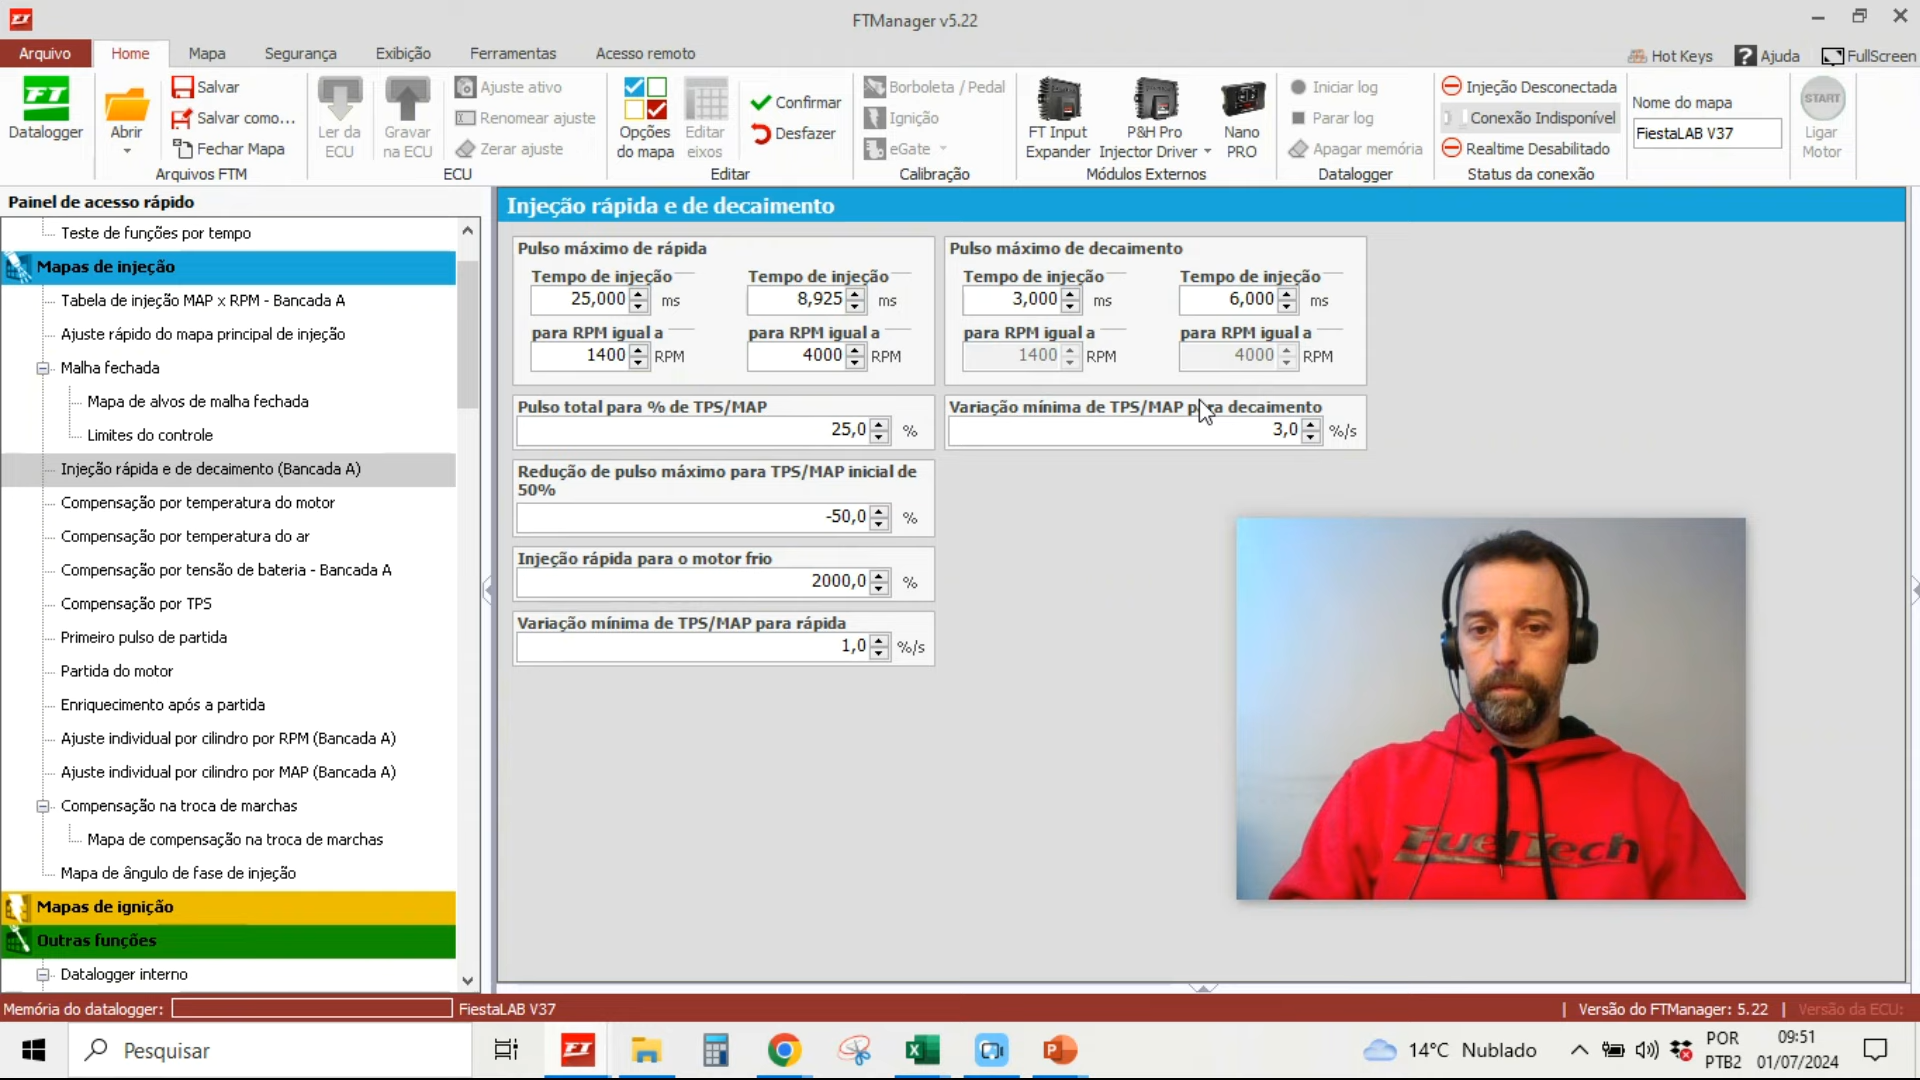 FTManager v5.22
Arquivo
Home
Mapa
Segurança
Exibição
Ferramentas
Acesso remoto
Hot Keys
Ajuda
FullScreen
Datalogger
Abrir
Salvar
Salvar como...
Fechar Mapa
Arquivos FTM
Ler da
ECU
Gravar
na ECU
Ajuste ativo
Renomear ajuste
Zerar ajuste
ECU
Opções
do mapa
Editar
eixos
Confirmar
Desfazer
Editar
Borboleta / Pedal
Ignição
eGate
Calibração
FT Input
Expander
P&H Pro
Injector Driver
Nano
PRO
Módulos Externos
Iniciar log
Parar log
Apagar memória
Datalogger
Injeção Desconectada
Conexão Indisponível
Realtime Desabilitado
Status da conexão
Nome do mapa
FiestaLAB V37
START
Ligar
Motor
Painel de acesso rápido
Teste de funções por tempo
Mapas de injeção
Tabela de injeção MAP x RPM - Bancada A
Ajuste rápido do mapa principal de injeção
Malha fechada
Mapa de alvos de malha fechada
Limites do controle
Injeção rápida e de decaimento (Bancada A)
Compensação por temperatura do motor
Compensação por temperatura do ar
Compensação por tensão de bateria - Bancada A
Compensação por TPS
Primeiro pulso de partida
Partida do motor
Enriquecimento após a partida
Ajuste individual por cilindro por RPM (Bancada A)
Ajuste individual por cilindro por MAP (Bancada A)
Compensação na troca de marchas
Mapa de compensação na troca de marchas
Mapa de ângulo de fase de injeção
Mapas de ignição
Outras funções
Datalogger interno
Injeção rápida e de decaimento
Pulso máximo de rápida
Tempo de injeção
25,000 ms
Tempo de injeção
8,925 ms
para RPM igual a
1400 RPM
para RPM igual a
4000 RPM
Pulso máximo de decaimento
Tempo de injeção
3,000 ms
Tempo de injeção
6,000 ms
para RPM igual a
1400 RPM
para RPM igual a
4000 RPM
Pulso total para % de TPS/MAP
25,0 %
Variação mínima de TPS/MAP para decaimento
3,0 %/s
Redução de pulso máximo para TPS/MAP inicial de
50%
-50,0 %
Injeção rápida para o motor frio
2000,0 %
Variação mínima de TPS/MAP para rápida
1,0 %/s
FuelTech
Memória do datalogger:
FiestaLAB V37
Versão do FTManager: 5.22
Versão da ECU:
Pesquisar
14°C Nublado
POR
PTB2
09:51
01/07/2024